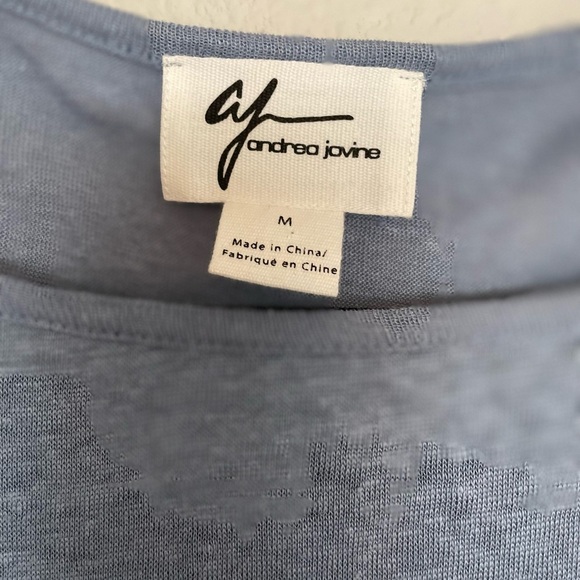 aj
andrea jovine
M
Made in China/
Fabriqué en Chine